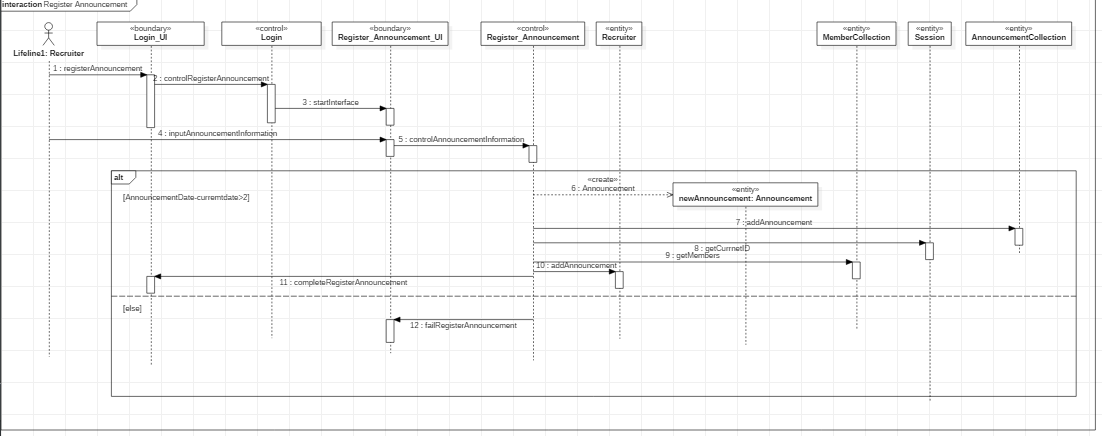 interaction Register Announcement
«boundary»
Login_UI
«control»
Login
«boundary»
Register_Announcement_UI
«control»
Register_Announcement
«entity»
Recruiter
«entity»
MemberCollection
«entity»
Session
«entity»
AnnouncementCollection
Lifeline1: Recruiter
1 : registerAnnouncement
2 : controlRegisterAnnouncement
3 : startInterface
4 : inputAnnouncementInformation
5 : controlAnnouncementInformation
alt
[AnnouncementDate-curremtdate>2]
«create»
6 : Announcement
«entity»
newAnnouncement: Announcement
7 : addAnnouncement
8 : getCurrnetID
9 : getMembers
10 : addAnnouncement
11 : completeRegisterAnnouncement
[else]
12 : failRegisterAnnouncement